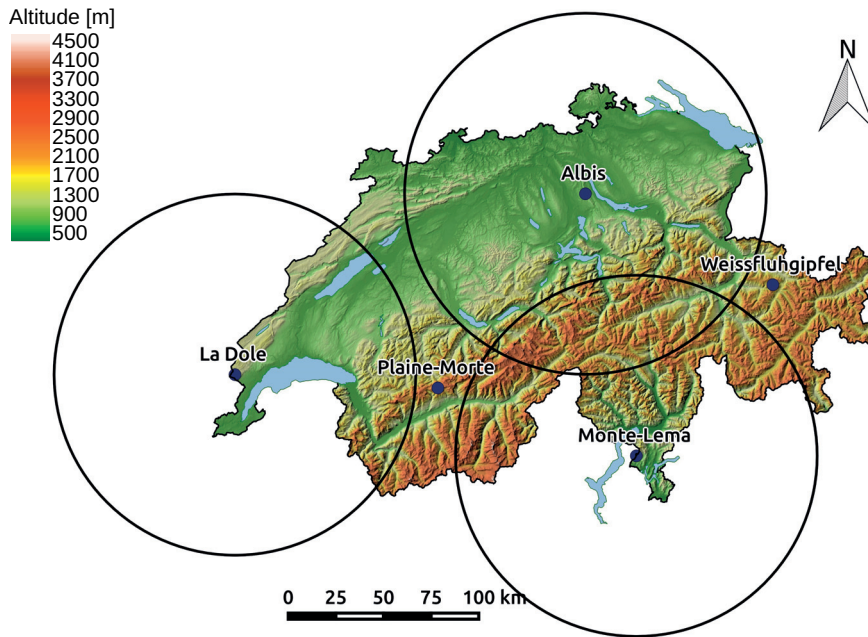 Altitude [m]
4500
4100
3700
3300
2900
2500
2100
1700
1300
900
500
N
Albis
Weissfluhgipfel
La Dole
Plaine-Morte
Monte-Lema
0 25 50 75 100 km